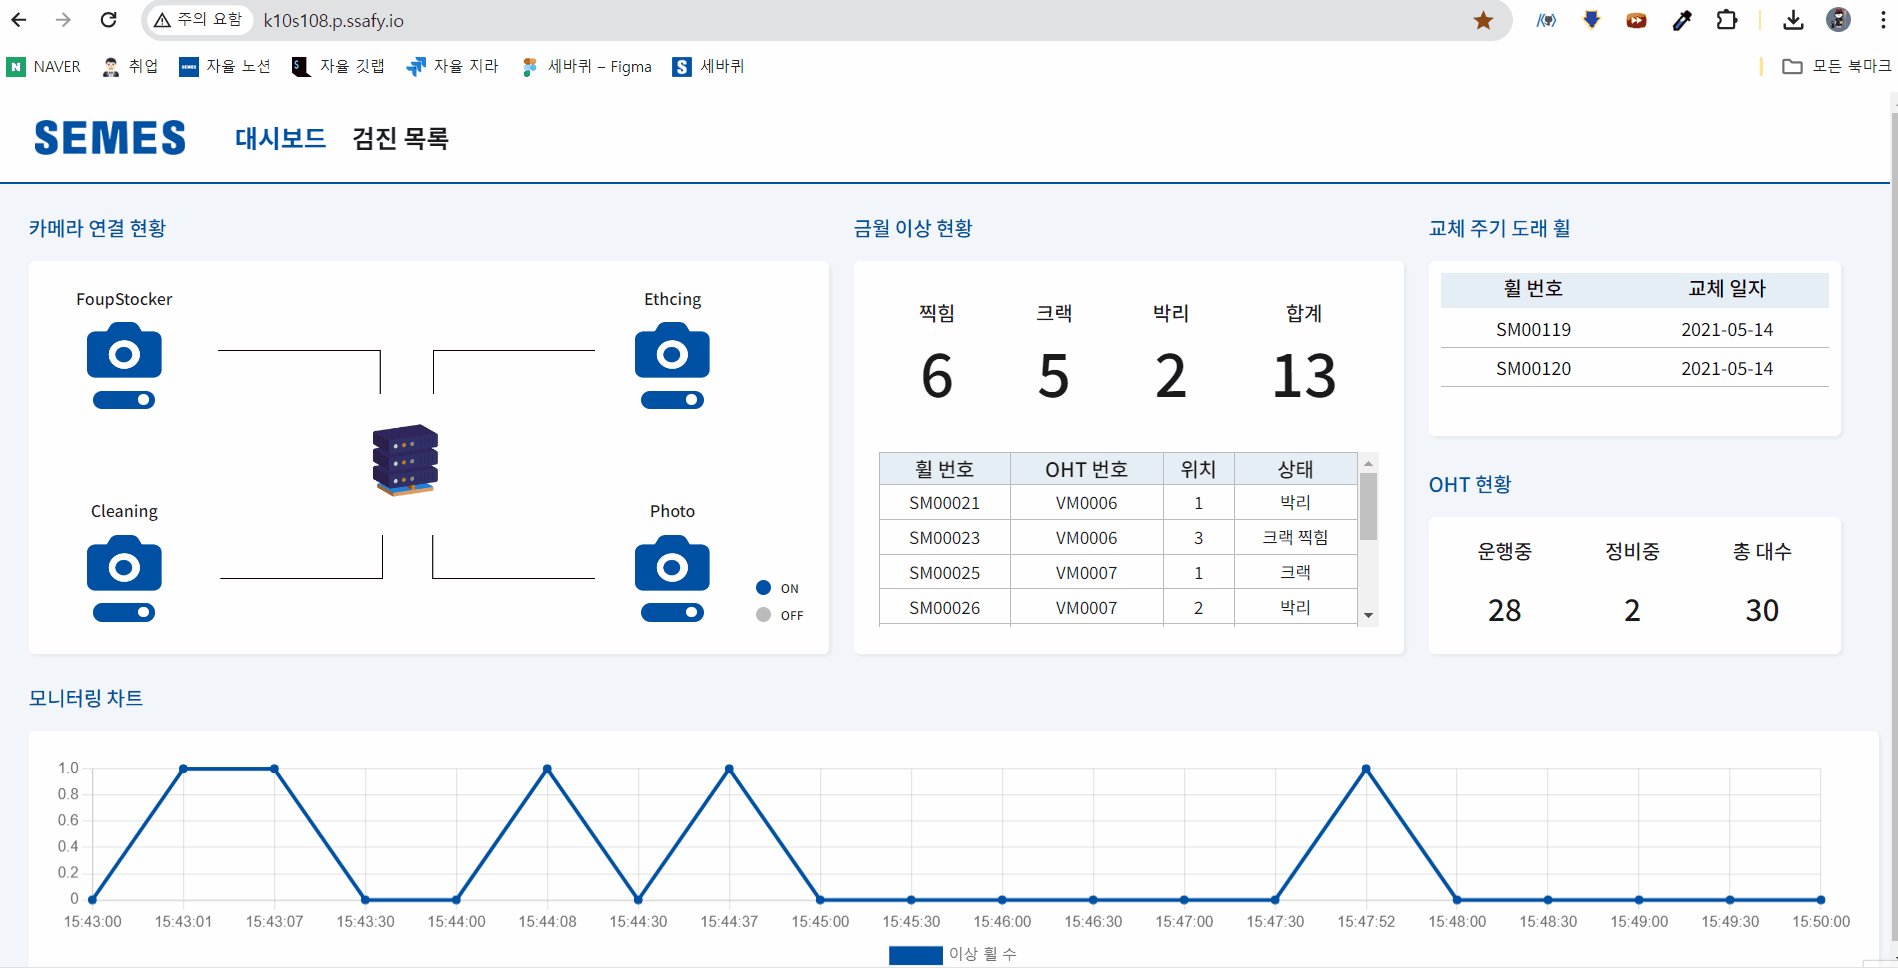 주의 요함 k10s108.p.ssafy.io
NAVER 취업 자율 노션 자율 깃랩 자율 지라 세바퀴 – Figma 세바퀴 모든 북마크
SEMES 대시보드 검진 목록
카메라 연결 현황
FoupStocker Ethcing
Cleaning Photo
ON
OFF
금월 이상 현황
찍힘 크랙 박리 합계
6 5 2 13
휠 번호 OHT 번호 위치 상태
SM00021 VM0006 1 박리
SM00023 VM0006 3 크랙 찍힘
SM00025 VM0007 1 크랙
SM00026 VM0007 2 박리
교체 주기 도래 휠
휠 번호 교체 일자
SM00119 2021-05-14
SM00120 2021-05-14
OHT 현황
운행중 정비중 총 대수
28 2 30
모니터링 차트
1.0
0.8
0.6
0.4
0.2
0
15:43:00 15:43:01 15:43:07 15:43:30 15:44:00 15:44:08 15:44:30 15:44:37 15:45:00 15:45:30 15:46:00 15:46:30 15:47:00 15:47:30 15:47:52 15:48:00 15:48:30 15:49:00 15:49:30 15:50:00
이상 휠 수